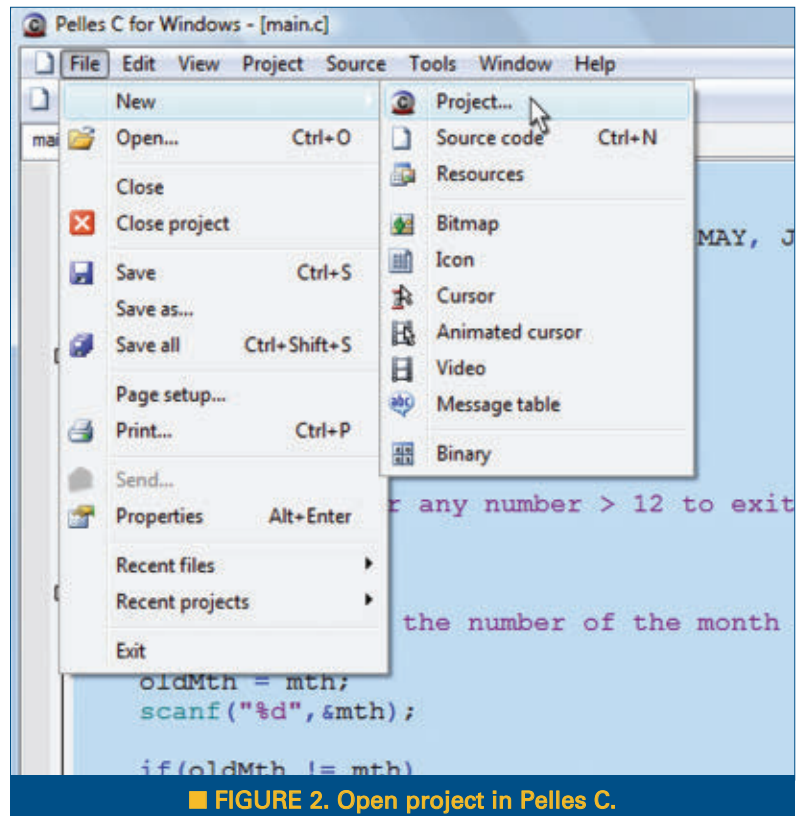 Pelles C for Windows - [main.c]
File Edit View Project Source Tools Window Help
New
Open... Ctrl+O
Close
Close project
Save Ctrl+S
Save as...
Save all Ctrl+Shift+S
Page setup...
Print... Ctrl+P
Send...
Properties Alt+Enter
Recent files
Recent projects
Exit
Project...
Source code Ctrl+N
Resources
Bitmap
Icon
Cursor
Animated cursor
Video
abc Message table
Binary
mai
MAY, J
r any number > 12 to exit
the number of the month
oldMth = mth;
scanf("%d",&mth);
if(oldMth != mth)
■ FIGURE 2. Open project in Pelles C.